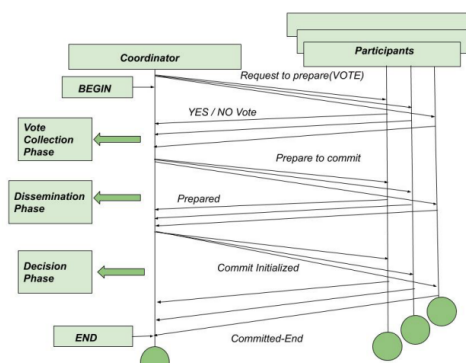 Coordinator
Participants
BEGIN
Request to prepare(VOTE)
YES / NO Vote
Vote
Collection
Phase
Prepare to commit
Dissemination
Phase
Prepared
Decision
Phase
Commit Initialized
END
Committed-End